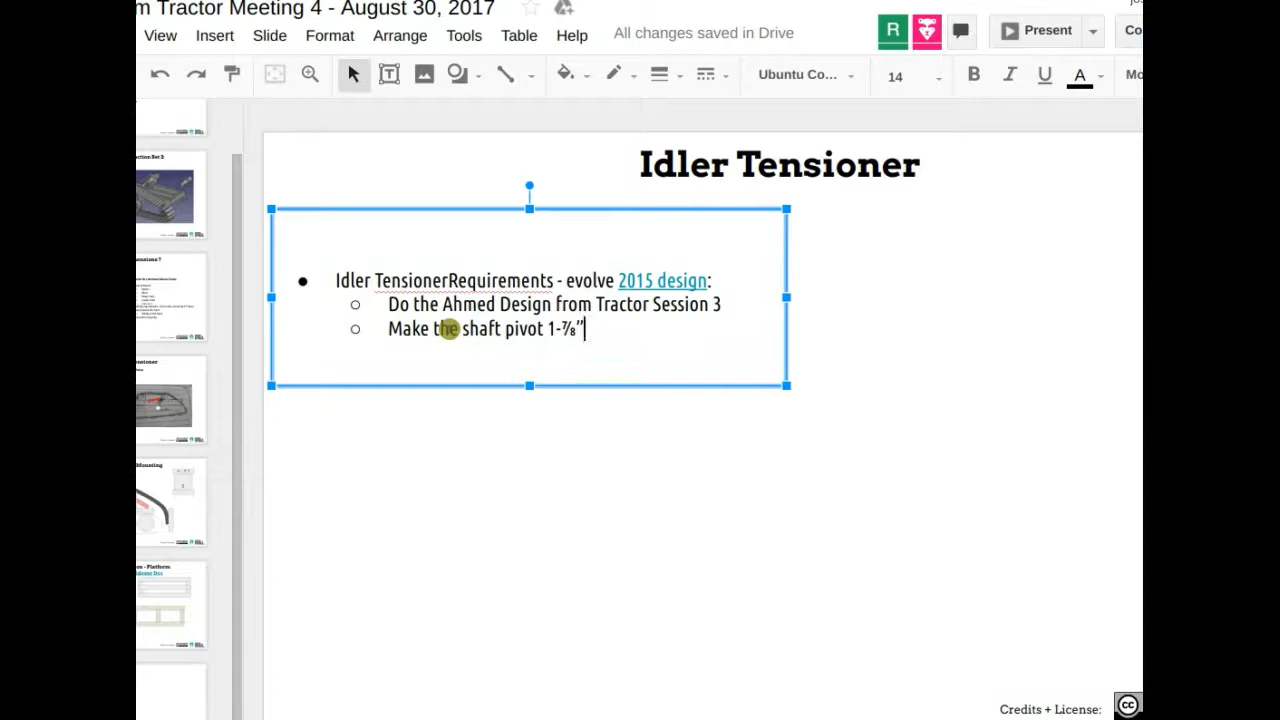 m Tractor Meeting 4 - August 30, 2017
View Insert Slide Format Arrange Tools Table Help All changes saved in Drive
R Present Co
Ubuntu Co... 14 B I U A Mo
Idler Tensioner
Idler TensionerRequirements - evolve 2015 design:
Do the Ahmed Design from Tractor Session 3
Make the shaft pivot 1-⅞”
Credits + License: